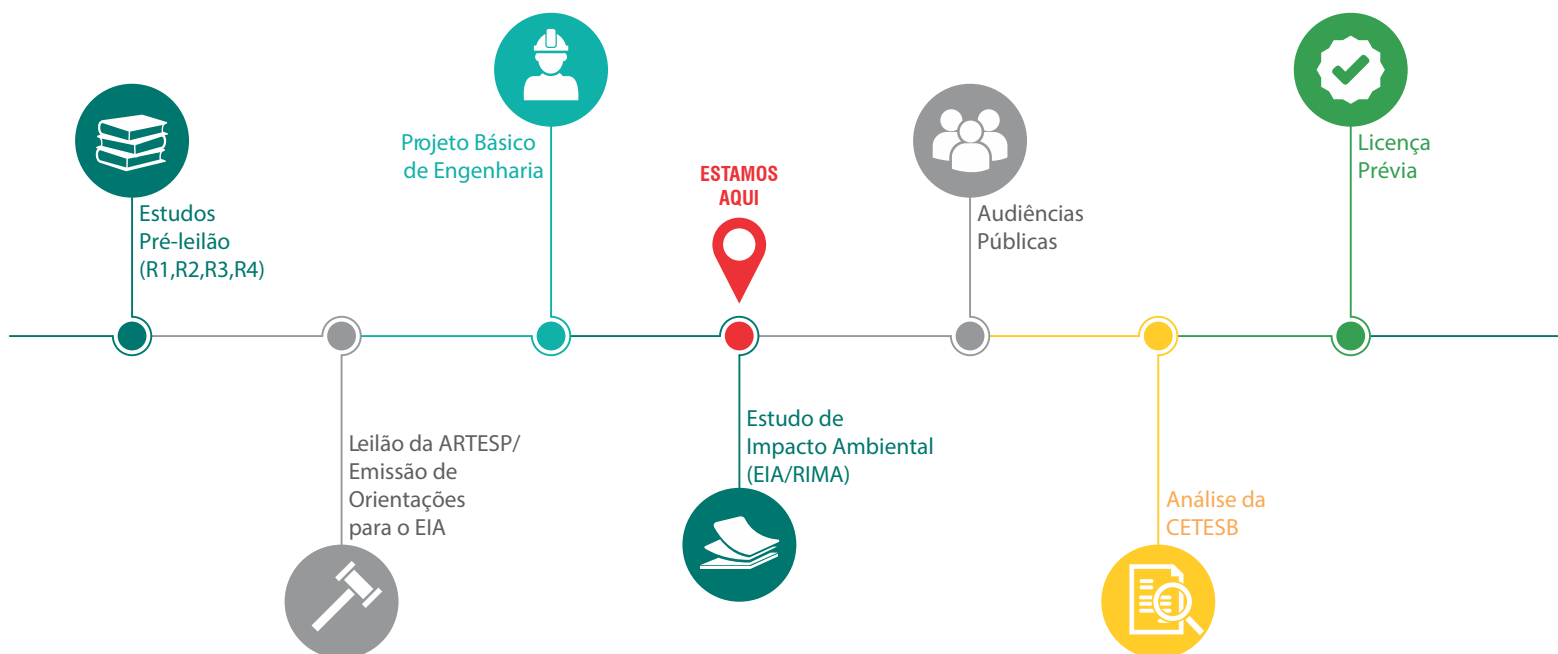 Estudos
Pré-leilão
(R1,R2,R3,R4)
Leilão da ARTESP/
Emissão de
Orientações
para o EIA
Projeto Básico
de Engenharia
ESTAMOS
AQUI
Estudo de
Impacto Ambiental
(EIA/RIMA)
Audiências
Públicas
Análise da
CETESB
Licença
Prévia